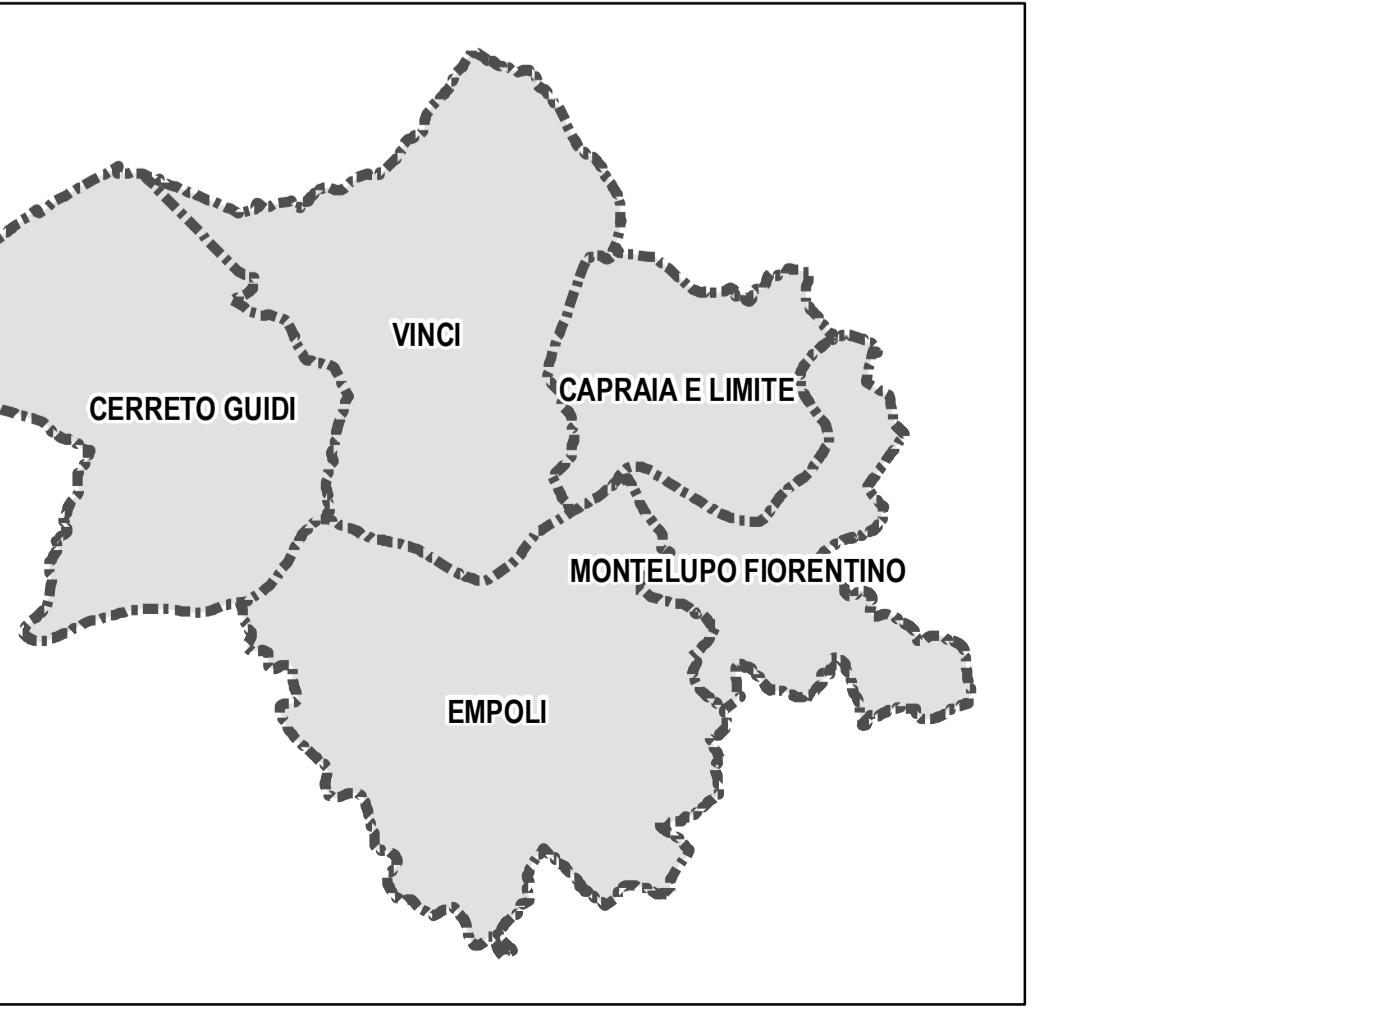 VINCI
CAPRAIA E LIMITE
CERRETO GUIDI
MONTELUPO FIORENTINO
EMPOLI